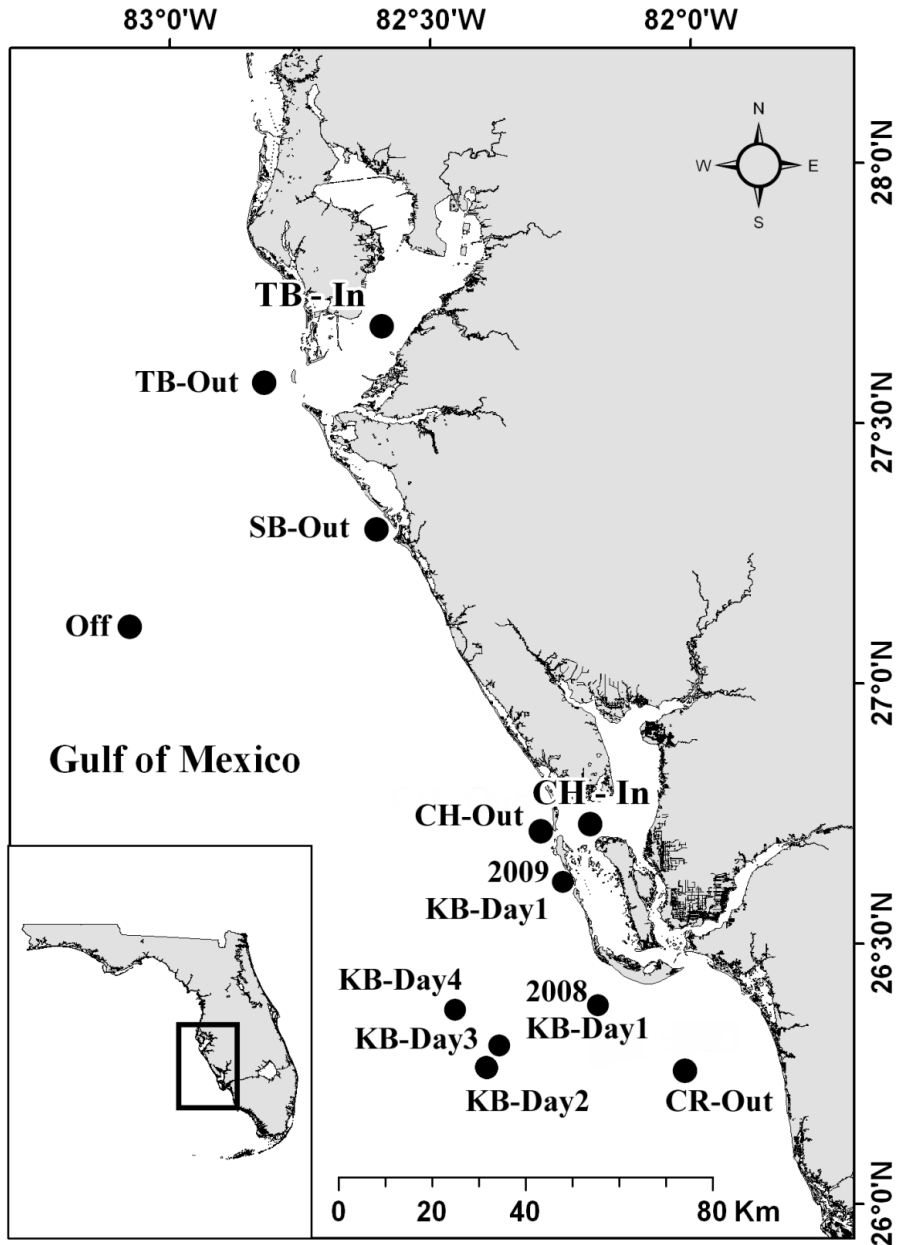 83°0'W 82°30'W 82°0'W
N
W E
S
28°0'N
TB - In
TB-Out
27°30'N
SB-Out
Off
27°0'N
Gulf of Mexico
CH - In
CH-Out
2009
KB-Day1
26°30'N
KB-Day4
2008
KB-Day1
KB-Day3
KB-Day2
CR-Out
26°0'N
0 20 40 80 Km